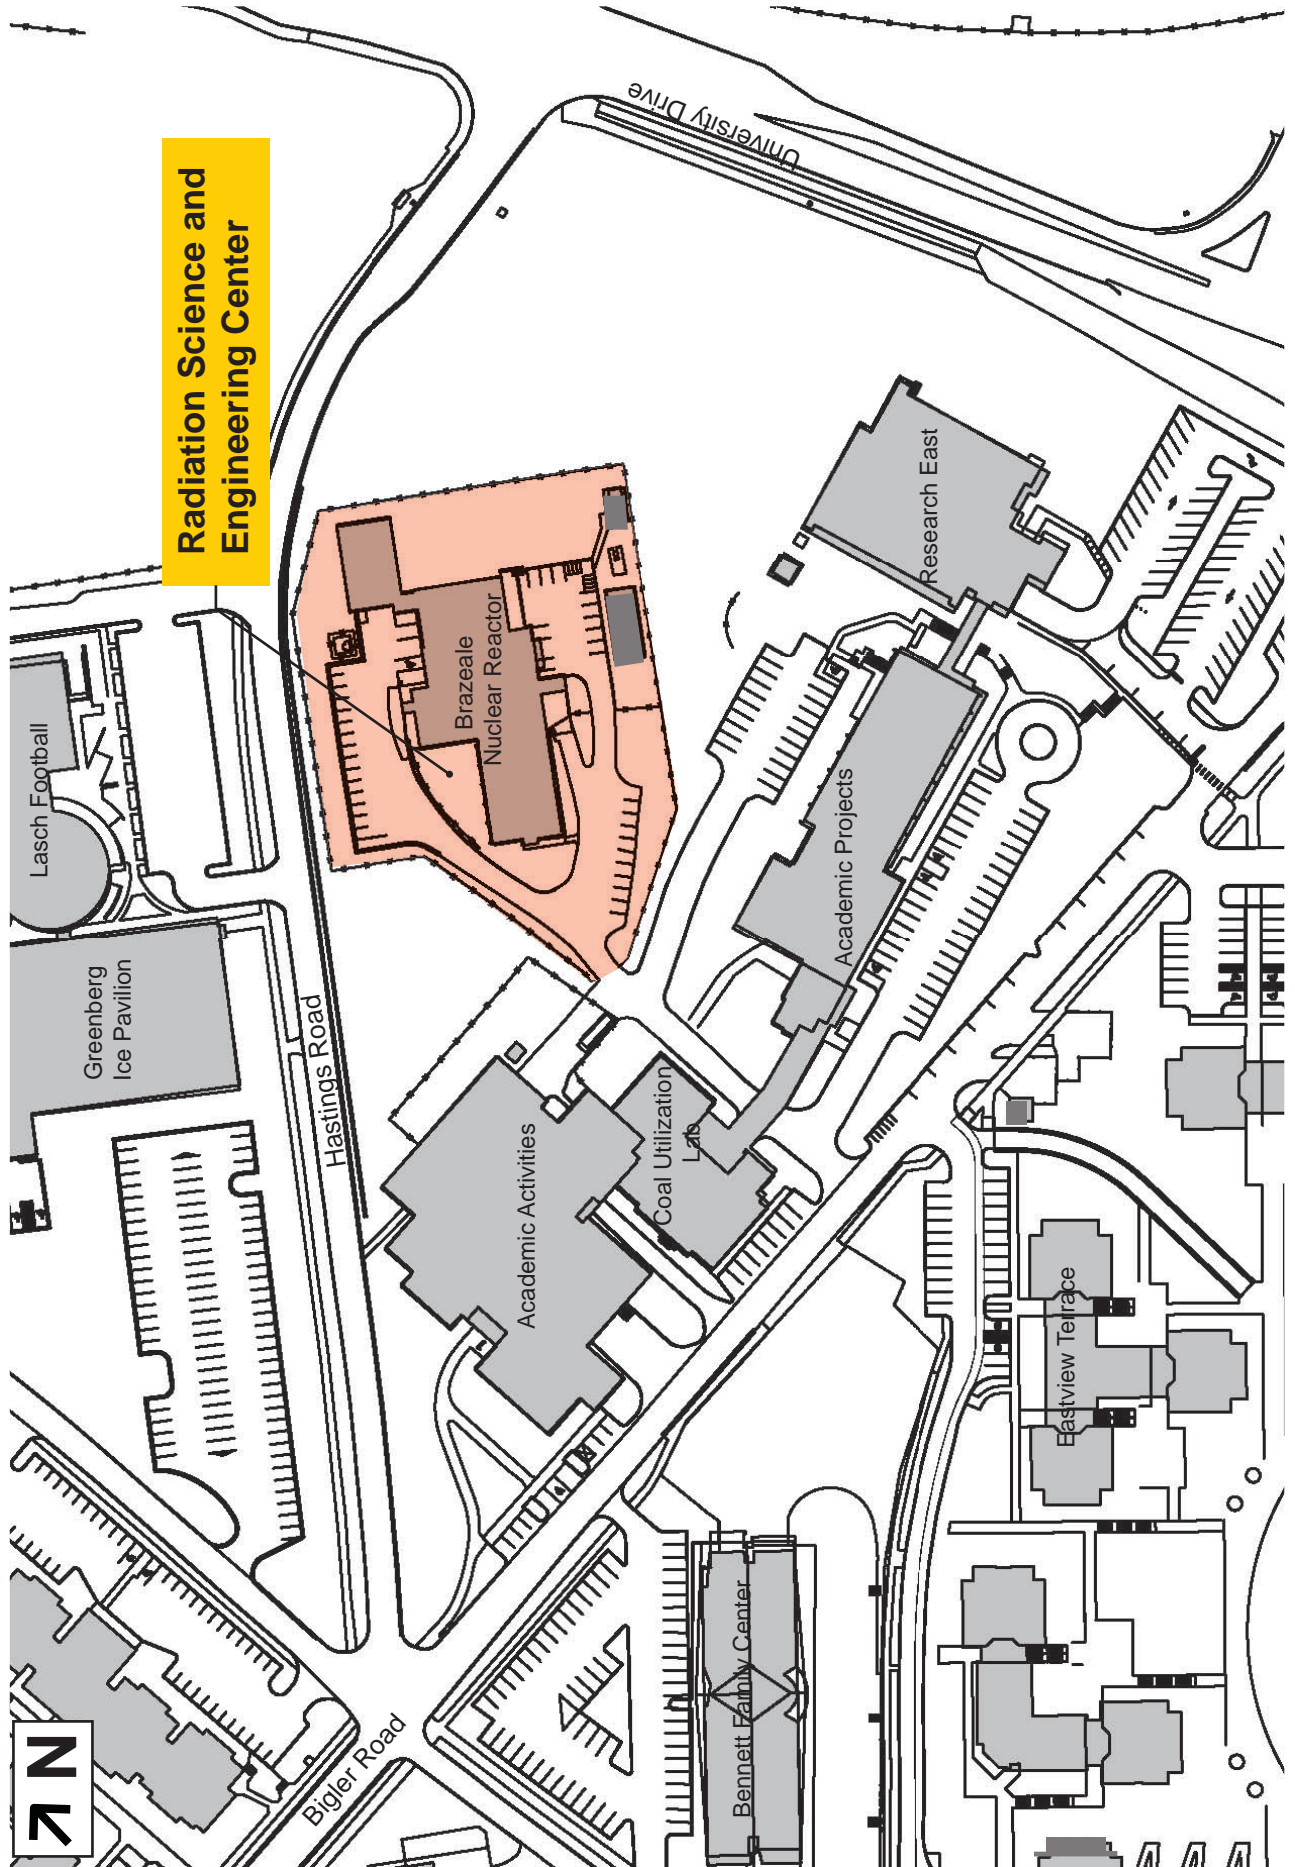 Radiation Science and
Engineering Center
University Drive
Lasch Football
Brazeale
Nuclear Reactor
Research East
Greenberg
Ice Pavilion
Hastings Road
Academic Projects
Academic Activities
Coal Utilization
Lab
Eastview Terrace
Bennett Family Center
Bigler Road
N